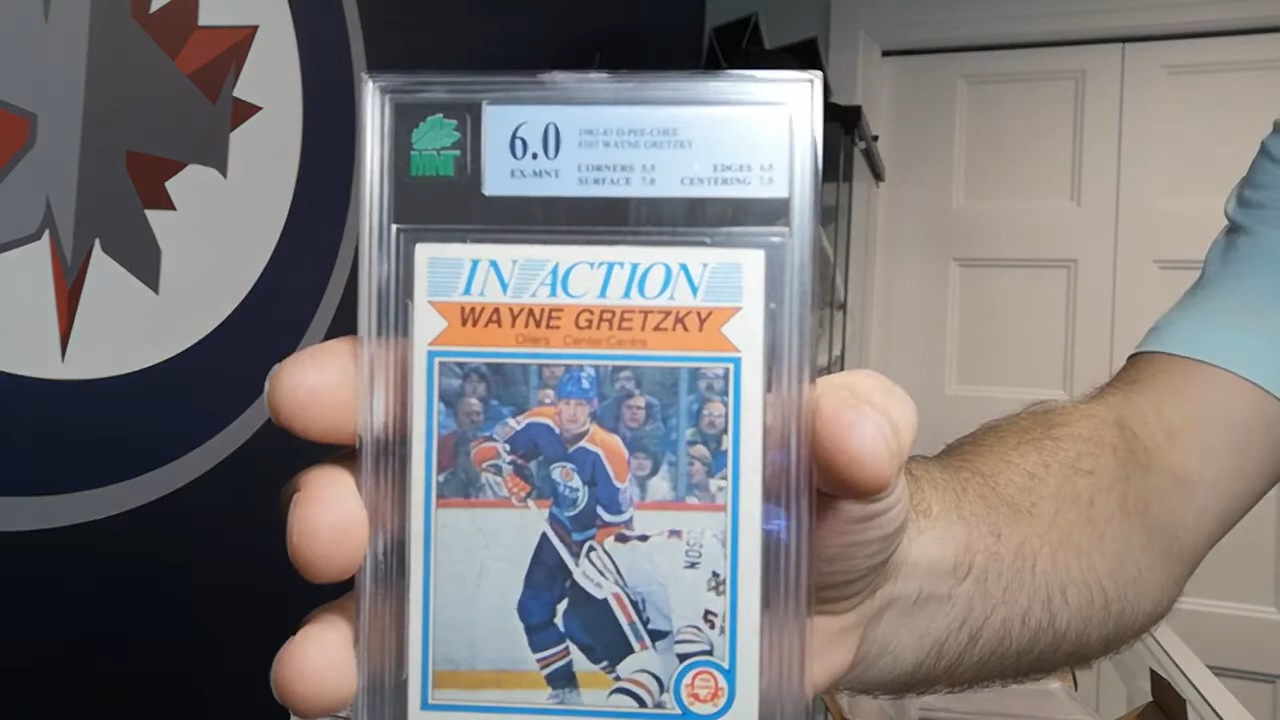 MNT
6.0
EX-MNT
1982-83 O-PEE-CHEE
#107 WAYNE GRETZKY
CORNERS 5.5 EDGES 6.5
SURFACE 7.0 CENTERING 7.5
IN ACTION
WAYNE GRETZKY
Oilers Center/Centre
5